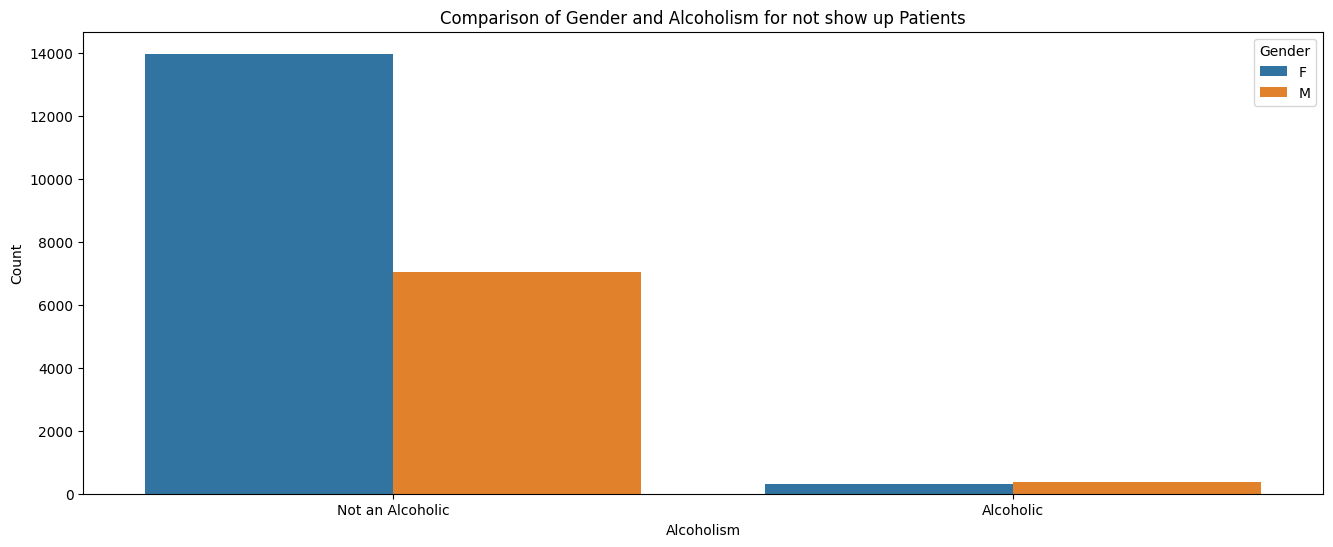 Comparison of Gender and Alcoholism for not show up Patients
14000
12000
10000
8000
6000
4000
2000
0
Count
Gender
F
M
Not an Alcoholic
Alcoholic
Alcoholism